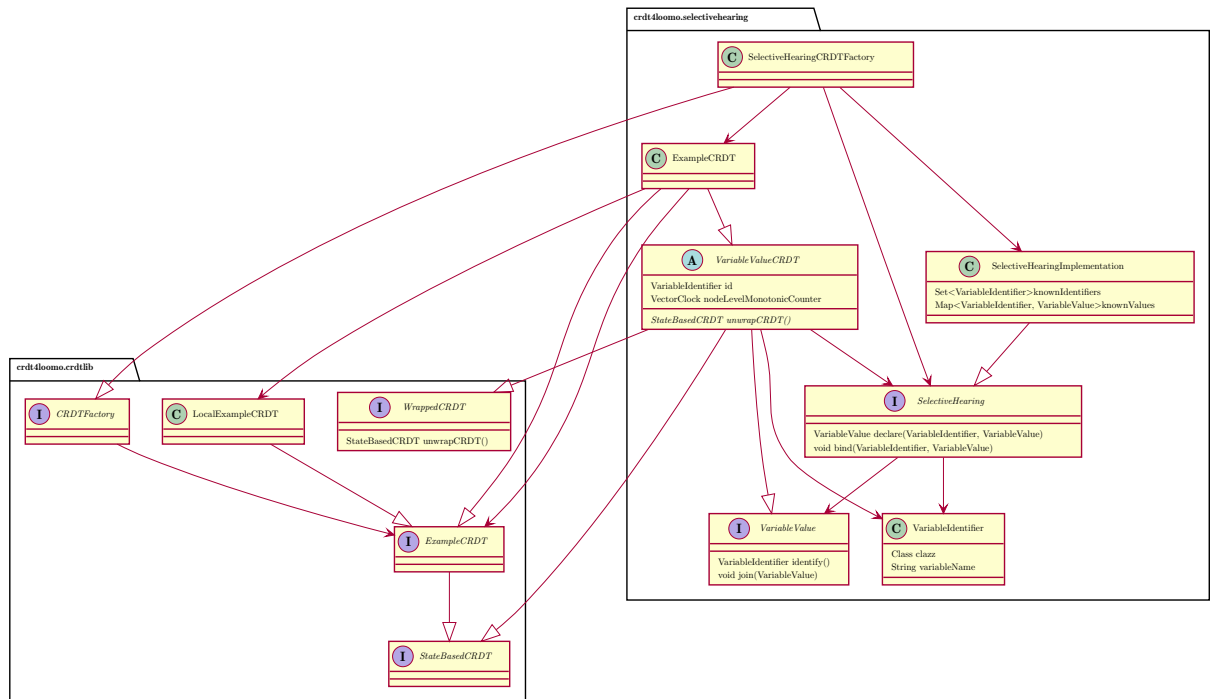 crdt4loomo.selectivehearing
C SelectiveHearingCRDTFactory
C ExampleCRDT
A VariableValueCRDT
VariableIdentifier id
VectorClock nodeLevelMonotonicCounter
StateBasedCRDT unwrapCRDT()
C SelectiveHearingImplementation
Set<VariableIdentifier>knownIdentifiers
Map<VariableIdentifier, VariableValue>knownValues
crdt4loomo.crdtlib
I CRDTFactory
C LocalExampleCRDT
I WrappedCRDT
StateBasedCRDT unwrapCRDT()
I SelectiveHearing
VariableValue declare(VariableIdentifier, VariableValue)
void bind(VariableIdentifier, VariableValue)
I ExampleCRDT
I VariableValue
VariableIdentifier identify()
void join(VariableValue)
C VariableIdentifier
Class clazz
String variableName
I StateBasedCRDT